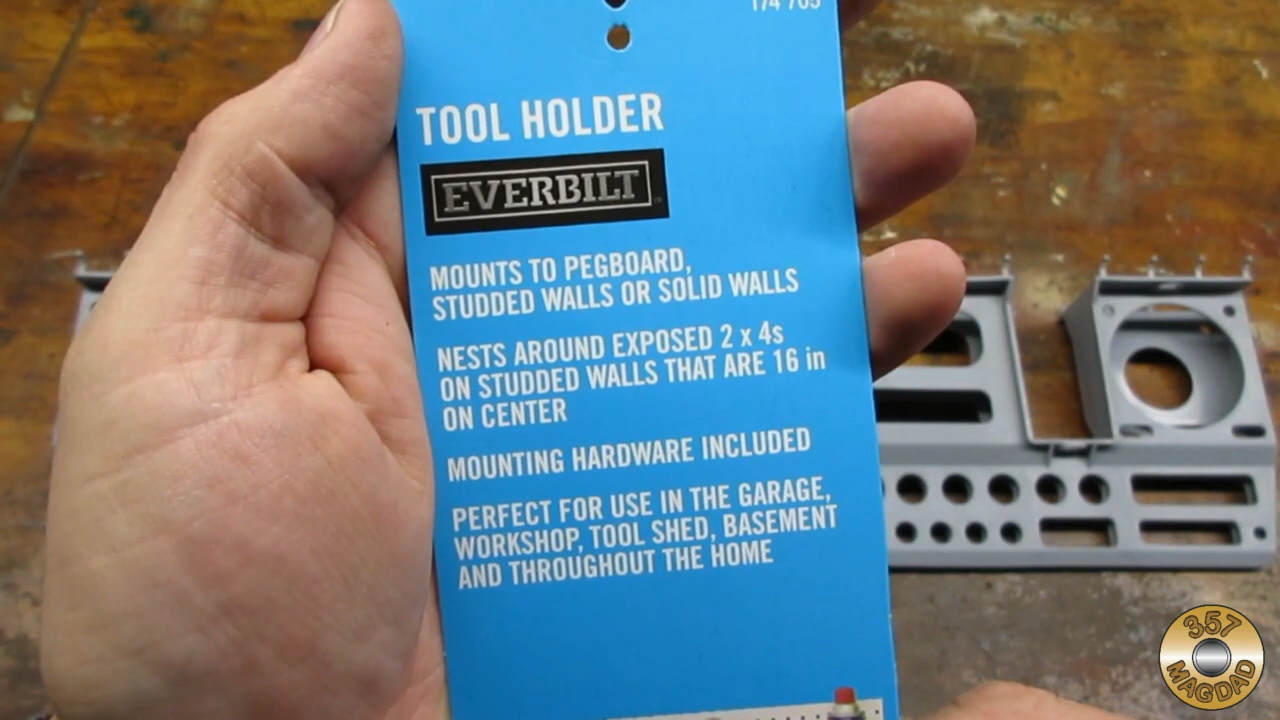 174 705
TOOL HOLDER
EVERBILT
MOUNTS TO PEGBOARD,
STUDDED WALLS OR SOLID WALLS
NESTS AROUND EXPOSED 2 x 4s
ON STUDDED WALLS THAT ARE 16 in
ON CENTER
MOUNTING HARDWARE INCLUDED
PERFECT FOR USE IN THE GARAGE,
WORKSHOP, TOOL SHED, BASEMENT
AND THROUGHOUT THE HOME
357
MAGDAD